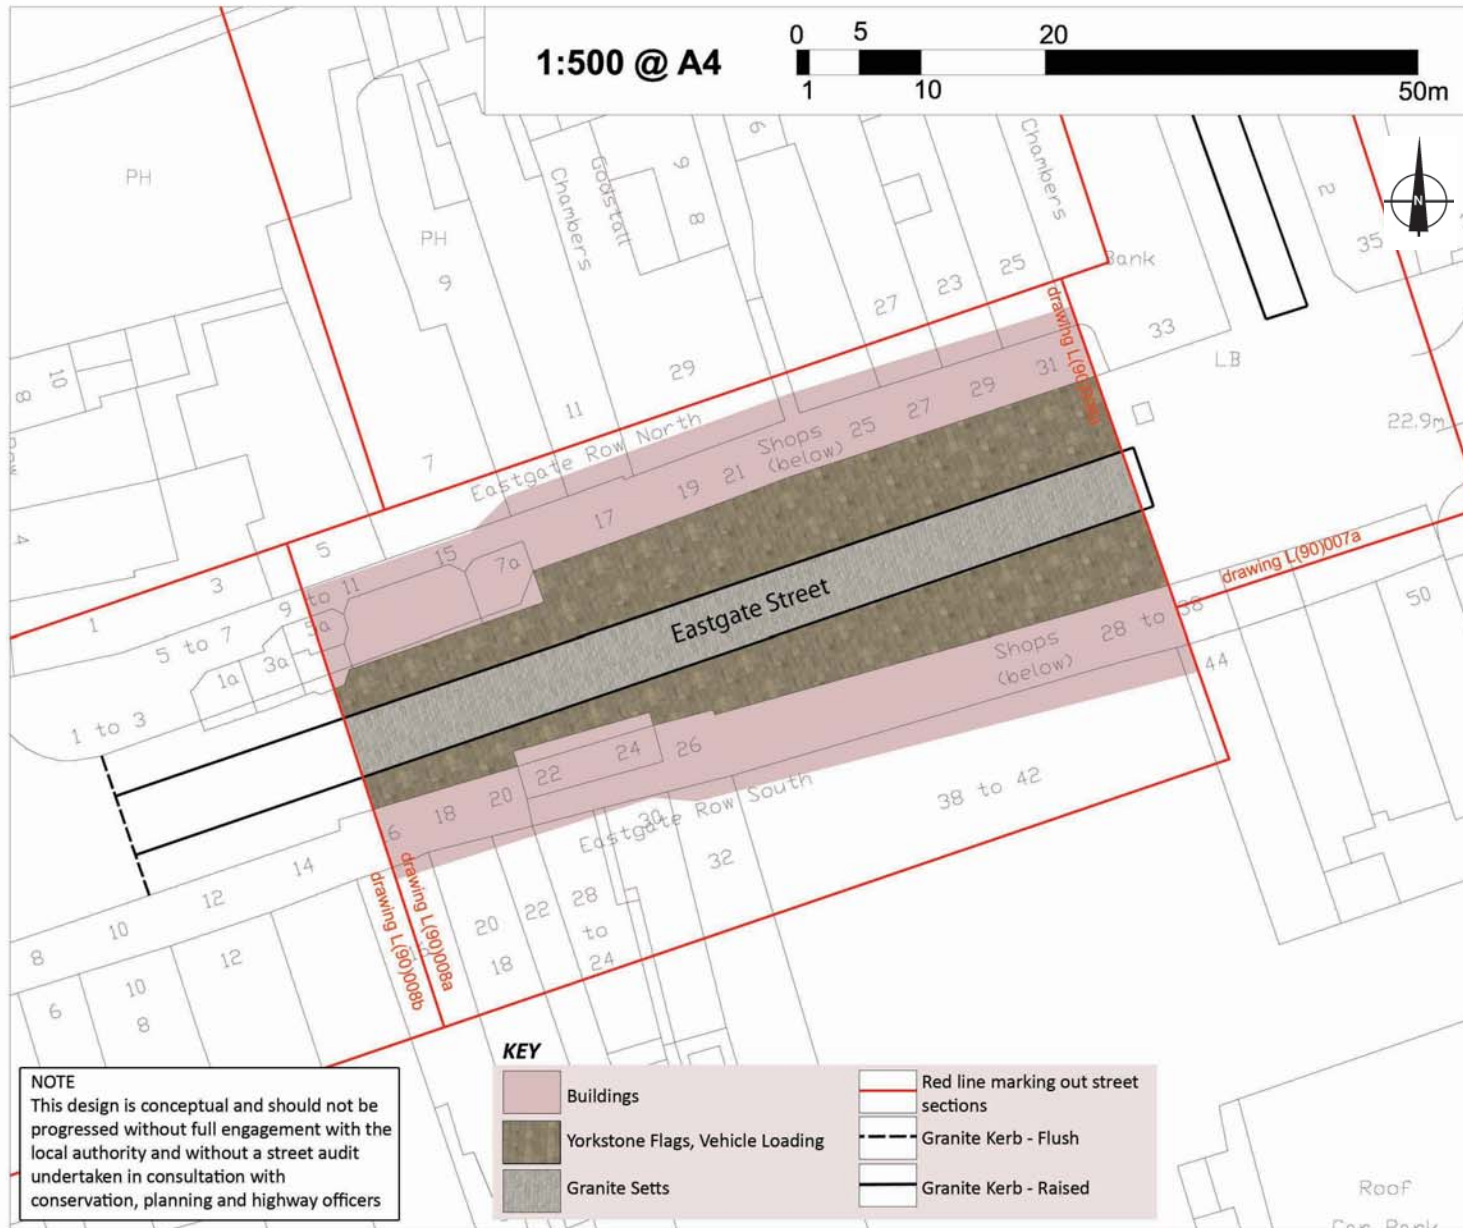 1:500 @ A4
0 5 20
1 10 50m
N
PH
PH
9
Chambers
Godstall
9
8
6
Chambers
Bank
2
35
33
LB
22.9m
27
23
25
29
11
7
Eastgate Row North
10
8
4
5
3
1
5 to 7
9 to 11
15
17
19
21
Shops
(below)
25
27
29
31
5a
7a
3a
1a
1 to 3
Eastgate Street
drawing L(90)007a
50
Shops
(below)
28 to 38
44
38 to 42
Eastgate Row South
18
20
22
24
26
30
32
14
12
10
8
12
10
8
6
drawing L(90)008b
drawing L(90)008a
20
18
22
28
to
24
Roof
NOTE
This design is conceptual and should not be
progressed without full engagement with the
local authority and without a street audit
undertaken in consultation with
conservation, planning and highway officers
KEY
Buildings
Yorkstone Flags, Vehicle Loading
Granite Setts
Red line marking out street
sections
Granite Kerb - Flush
Granite Kerb - Raised